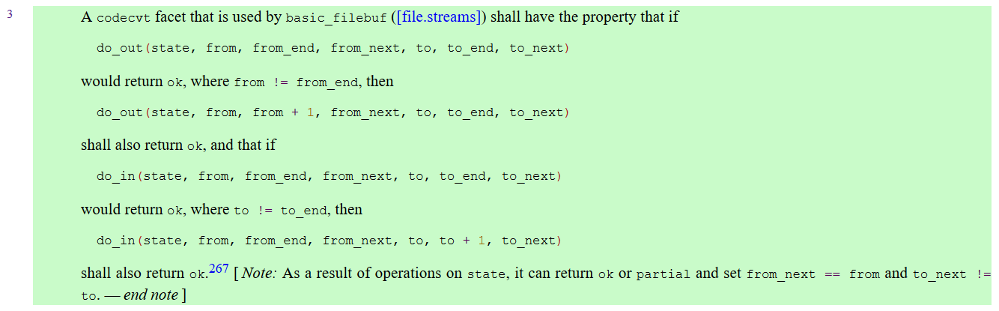 3
A codecvt facet that is used by basic_filebuf ([file.streams]) shall have the property that if
do_out(state, from, from_end, from_next, to, to_end, to_next)
would return ok, where from != from_end, then
do_out(state, from, from + 1, from_next, to, to_end, to_next)
shall also return ok, and that if
do_in(state, from, from_end, from_next, to, to_end, to_next)
would return ok, where to != to_end, then
do_in(state, from, from_end, from_next, to, to + 1, to_next)
shall also return ok.267 [ Note: As a result of operations on state, it can return ok or partial and set from_next == from and to_next !=
to. — end note ]